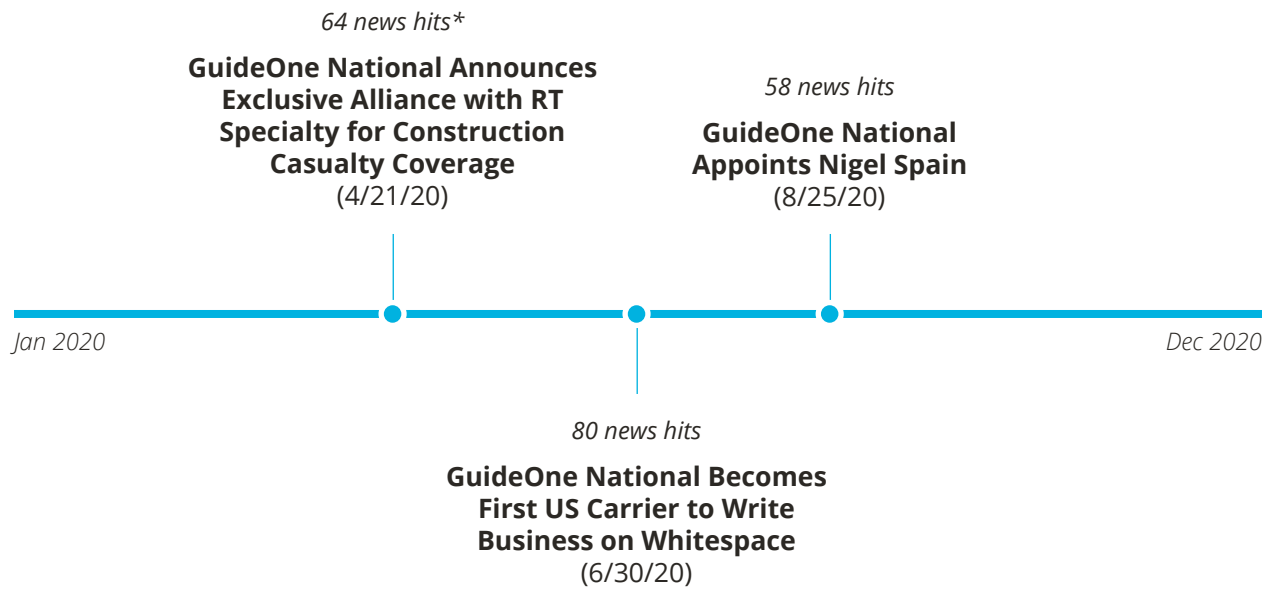 64 news hits*
GuideOne National Announces
Exclusive Alliance with RT
Specialty for Construction
Casualty Coverage
(4/21/20)
58 news hits
GuideOne National
Appoints Nigel Spain
(8/25/20)
Jan 2020
Dec 2020
80 news hits
GuideOne National Becomes
First US Carrier to Write
Business on Whitespace
(6/30/20)